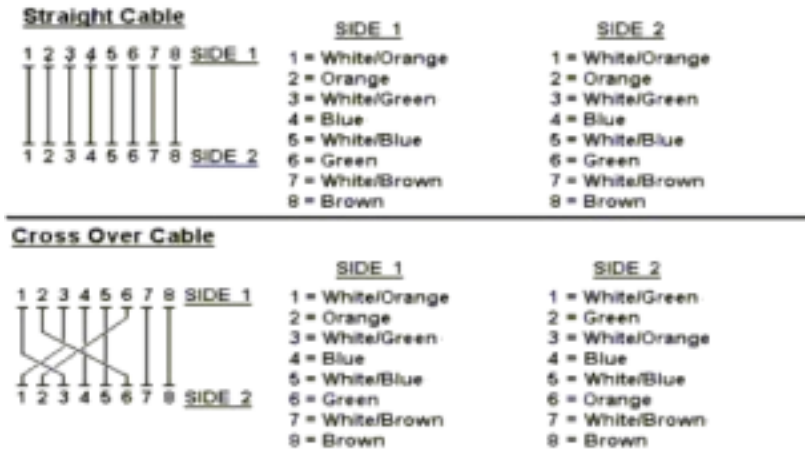 Straight Cable
1 2 3 4 5 6 7 8 SIDE 1
1 2 3 4 5 6 7 8 SIDE 2
SIDE 1
1 = White/Orange
2 = Orange
3 = White/Green
4 = Blue
5 = White/Blue
6 = Green
7 = White/Brown
8 = Brown
SIDE 2
1 = White/Orange
2 = Orange
3 = White/Green
4 = Blue
5 = White/Blue
6 = Green
7 = White/Brown
8 = Brown
Cross Over Cable
1 2 3 4 5 6 7 8 SIDE 1
1 2 3 4 5 6 7 8 SIDE 2
SIDE 1
1 = White/Orange
2 = Orange
3 = White/Green
4 = Blue
5 = White/Blue
6 = Green
7 = White/Brown
8 = Brown
SIDE 2
1 = White/Green
2 = Green
3 = White/Orange
4 = Blue
5 = White/Blue
6 = Orange
7 = White/Brown
8 = Brown